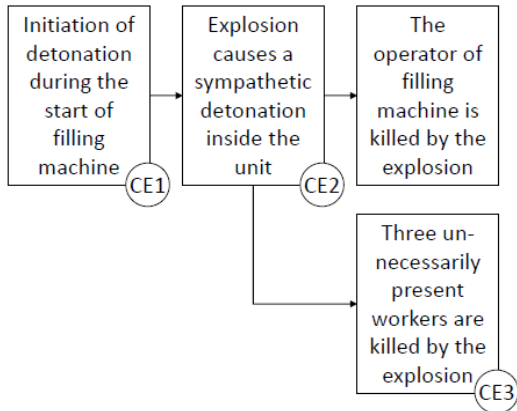 Initiation of
detonation
during the
start of
filling
machine
CE1
Explosion
causes a
sympathetic
detonation
inside the
unit
CE2
The
operator of
filling
machine is
killed by the
explosion
Three un-
necessarily
present
workers are
killed by the
explosion
CE3